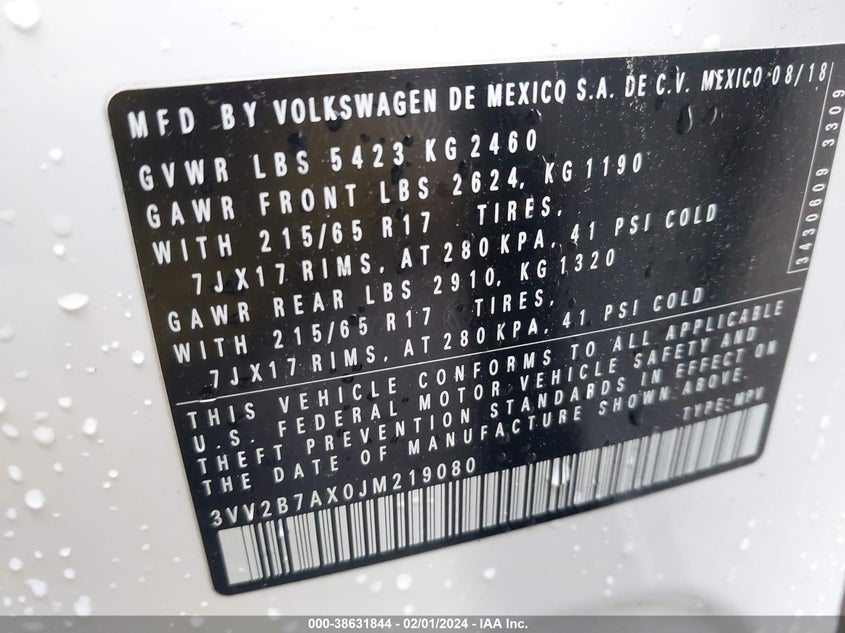 MFD BY VOLKSWAGEN DE MEXICO S.A. DE C.V. MEXICO 08/18
GVWR LBS 5423 KG 2460
GAWR FRONT LBS 2624, KG 1190
WITH 215/65 R17 TIRES,
7JX17 RIMS, AT 280 KPA, 41 PSI COLD
GAWR REAR LBS 2910, KG 1320
WITH 215/65 R17 TIRES,
7JX17 RIMS, AT 280 KPA, 41 PSI COLD
THIS VEHICLE CONFORMS TO ALL APPLICABLE
U.S. FEDERAL MOTOR VEHICLE SAFETY AND
THEFT PREVENTION STANDARDS IN EFFECT ON
THE DATE OF MANUFACTURE SHOWN ABOVE.
TYPE: MPV
3VV2B7AX0JM219080
3430609 3309
000-38631844 - 02/01/2024 - IAA Inc.